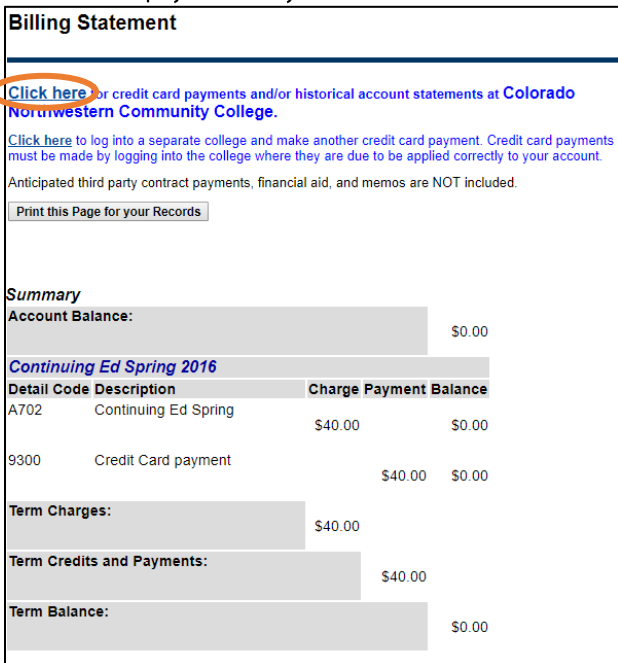 Billing Statement
Click here for credit card payments and/or historical account statements at Colorado
Northwestern Community College.
Click here to log into a separate college and make another credit card payment. Credit card payments
must be made by logging into the college where they are due to be applied correctly to your account.
Anticipated third party contract payments, financial aid, and memos are NOT included.
Print this Page for your Records
Summary
Account Balance:
$0.00
Continuing Ed Spring 2016
Detail Code Description Charge Payment Balance
A702 Continuing Ed Spring $40.00 $0.00
9300 Credit Card payment $40.00 $0.00
Term Charges:
$40.00
Term Credits and Payments:
$40.00
Term Balance:
$0.00